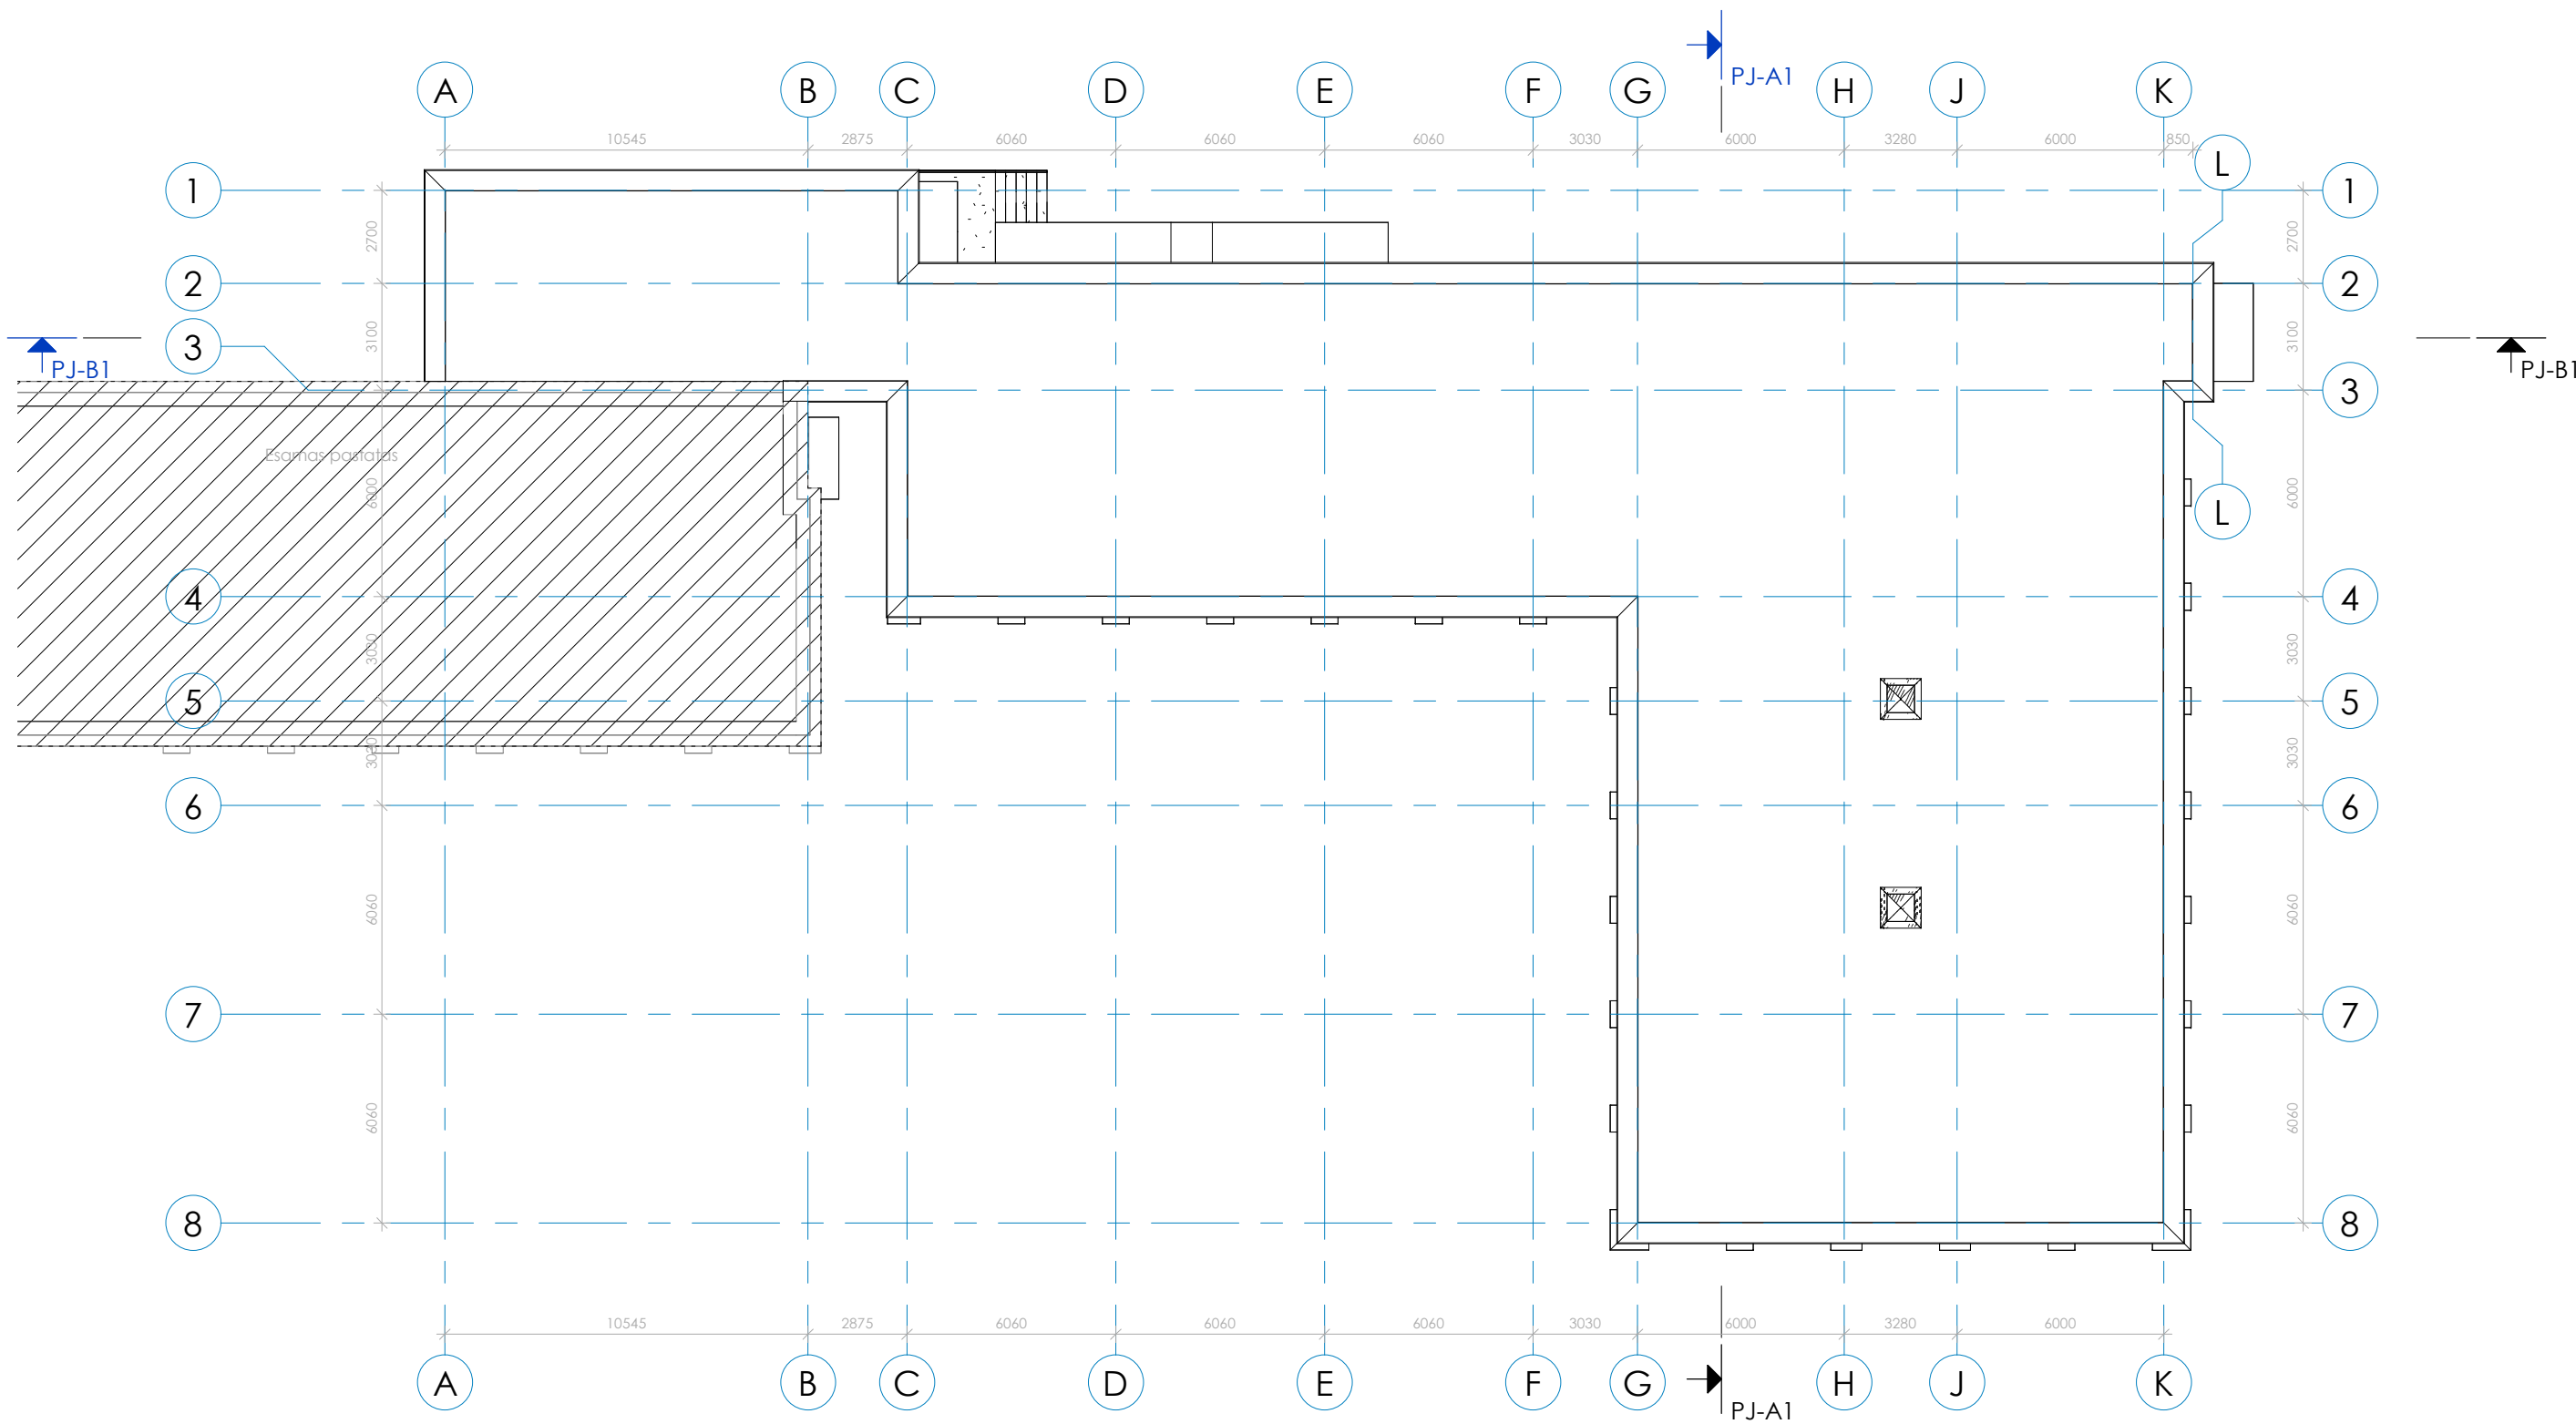 PJ-A1
A B C D E F G H J K
10545 2875 6060 6060 6060 3030 6000 3280 6000 850
L
1 1
2700 2700
2 2
3100 3100
3 3
PJ-B1 PJ-B1
Esamas pastatas
6000 6000
L
4 4
3030 3030
5 5
3030 3030
6 6
6060 6060
7 7
6060 6060
8 8
10545 2875 6060 6060 6060 3030 6000 3280 6000
A B C D E F G H J K
PJ-A1